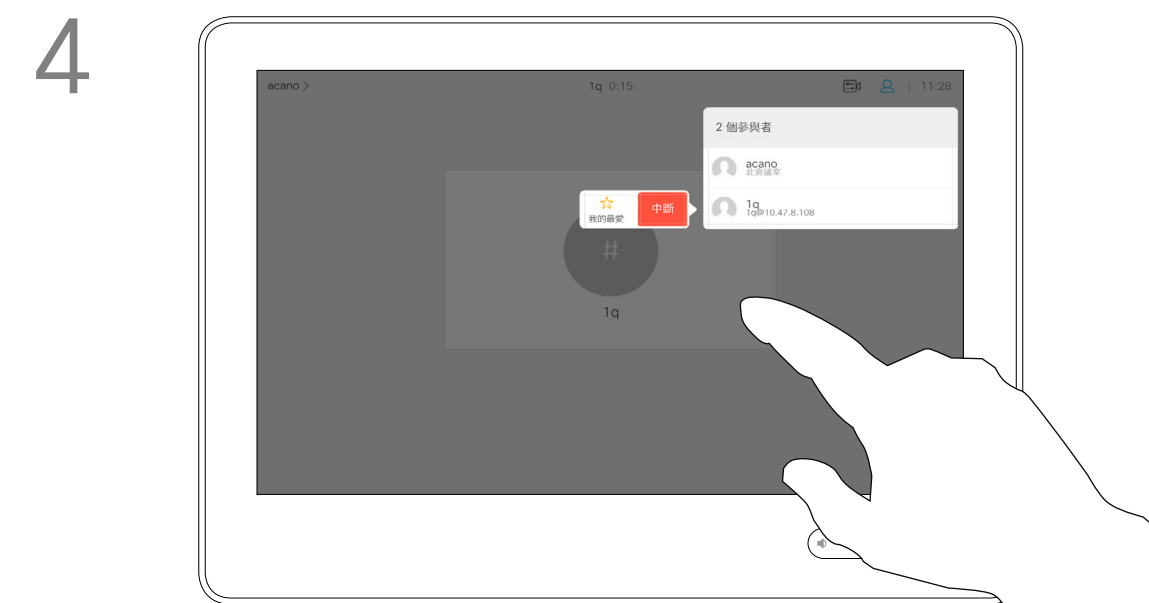 4
acano >
1q 0:15
11:28
2 個參與者
acano
此會議室
我的最愛
中斷
1q
1q@10.47.8.108
#
1q